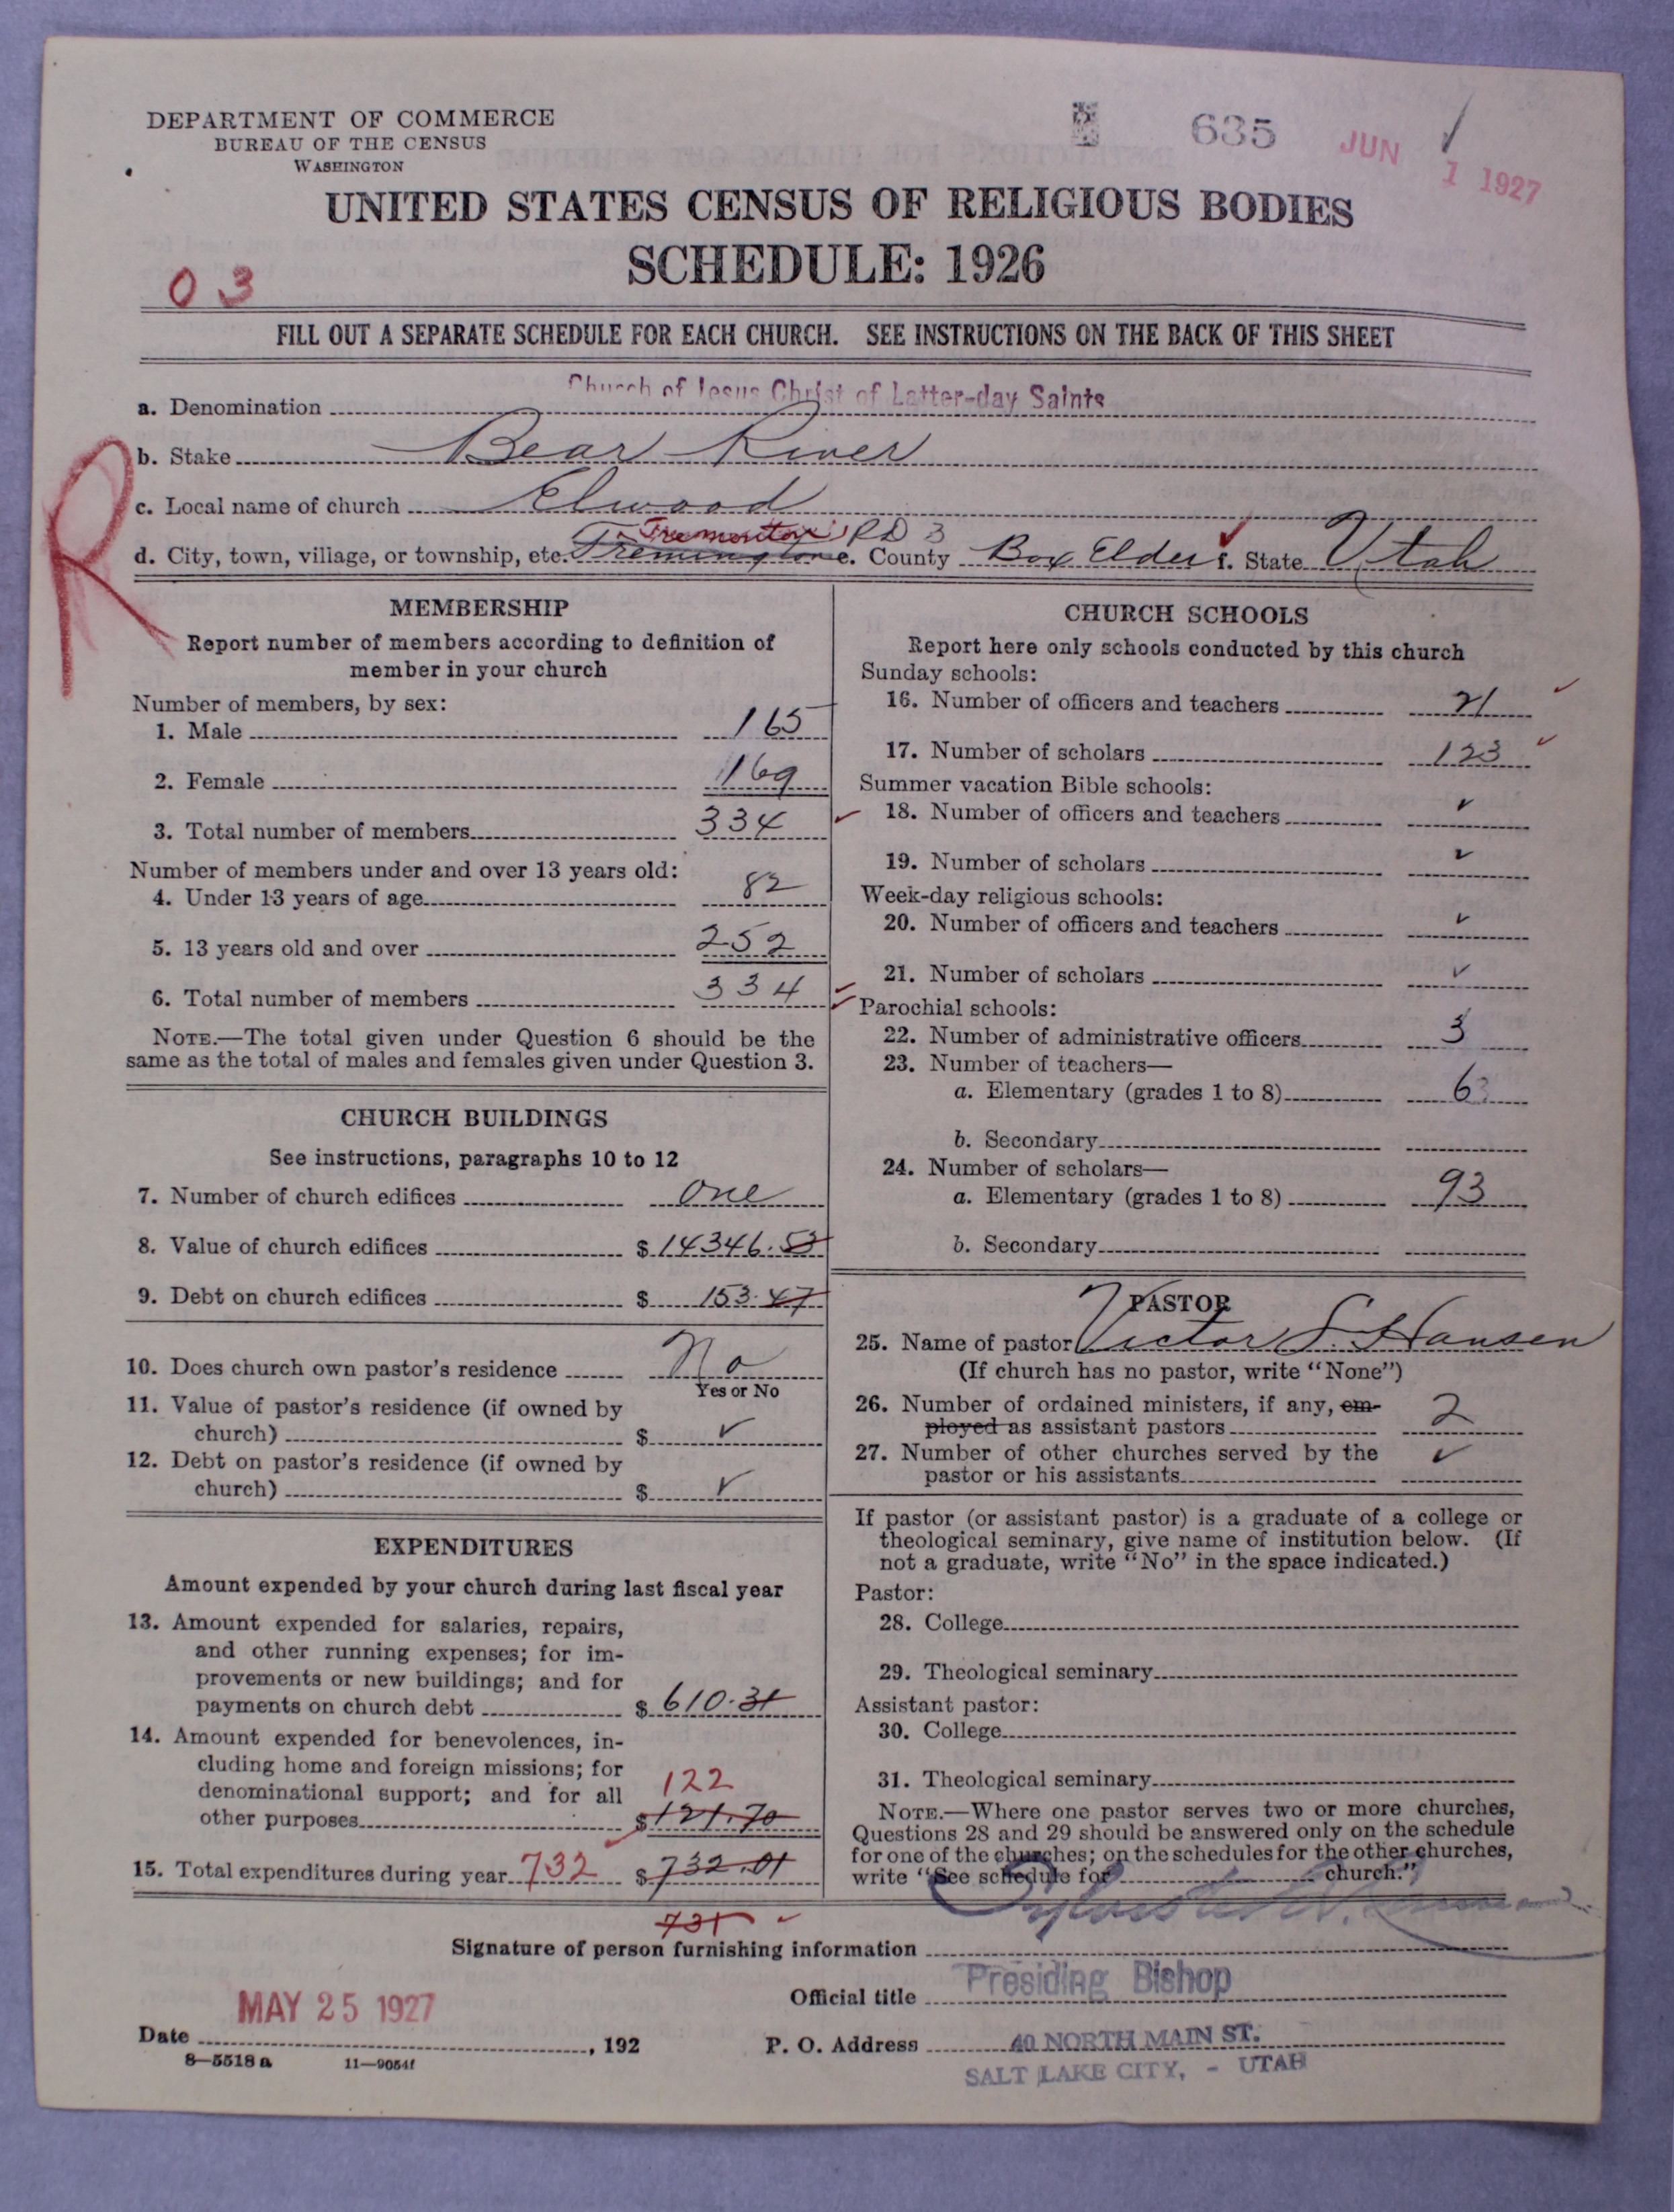 DEPARTMENT OF COMMERCE
BUREAU OF THE CENSUS
WASHINGTON
635
JUN 1 1927
UNITED STATES CENSUS OF RELIGIOUS BODIES
SCHEDULE: 1926
03
FILL OUT A SEPARATE SCHEDULE FOR EACH CHURCH. SEE INSTRUCTIONS ON THE BACK OF THIS SHEET
a. Denomination Church of Jesus Christ of Latter-day Saints
b. Stake Bear River
R
c. Local name of church Elwood
Tremonton RD 3
d. City, town, village, or township, etc. Tremington e. County Box Elder f. State Utah
MEMBERSHIP
Report number of members according to definition of
member in your church
Number of members, by sex:
1. Male 165
2. Female 169
3. Total number of members 334
Number of members under and over 13 years old:
4. Under 13 years of age 82
5. 13 years old and over 252
6. Total number of members 334
NOTE.—The total given under Question 6 should be the
same as the total of males and females given under Question 3.
CHURCH BUILDINGS
See instructions, paragraphs 10 to 12
7. Number of church edifices one
8. Value of church edifices $ 14346.53
9. Debt on church edifices $ 153.47
10. Does church own pastor's residence No
Yes or No
11. Value of pastor's residence (if owned by
church) $ ✓
12. Debt on pastor's residence (if owned by
church) $ ✓
EXPENDITURES
Amount expended by your church during last fiscal year
13. Amount expended for salaries, repairs,
and other running expenses; for im-
provements or new buildings; and for
payments on church debt $ 610.31
14. Amount expended for benevolences, in-
cluding home and foreign missions; for
denominational support; and for all
122
other purposes $ 121.70
15. Total expenditures during year 732 $ 732.01
731
CHURCH SCHOOLS
Report here only schools conducted by this church
Sunday schools:
16. Number of officers and teachers 21
17. Number of scholars 123
Summer vacation Bible schools:
18. Number of officers and teachers ✓
19. Number of scholars ✓
Week-day religious schools:
20. Number of officers and teachers ✓
21. Number of scholars ✓
Parochial schools:
22. Number of administrative officers 3
23. Number of teachers—
a. Elementary (grades 1 to 8) 6
b. Secondary
24. Number of scholars—
a. Elementary (grades 1 to 8) 93
b. Secondary
PASTOR
25. Name of pastor Victor S. Hansen
(If church has no pastor, write "None")
26. Number of ordained ministers, if any, em-
ployed as assistant pastors 2
27. Number of other churches served by the
pastor or his assistants ✓
If pastor (or assistant pastor) is a graduate of a college or
theological seminary, give name of institution below. (If
not a graduate, write "No" in the space indicated.)
Pastor:
28. College
29. Theological seminary
Assistant pastor:
30. College
31. Theological seminary
NOTE.—Where one pastor serves two or more churches,
Questions 28 and 29 should be answered only on the schedule
for one of the churches; on the schedules for the other churches,
write "See schedule for church."
Signature of person furnishing information
Official title Presiding Bishop
MAY 25 1927
Date , 192
P. O. Address 40 NORTH MAIN ST.
SALT LAKE CITY, - UTAH
8—5518 a 11—9054f